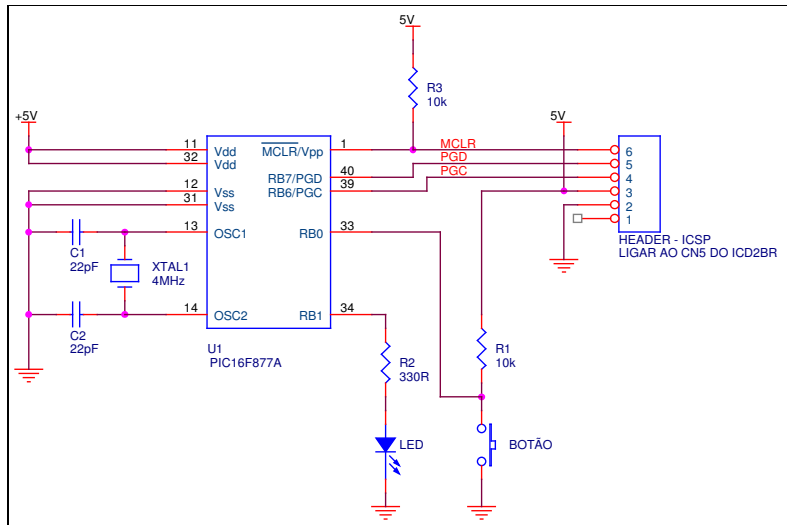 5V
R3
10k
+5V
5V
11
Vdd
32
Vdd
12
Vss
31
Vss
13
OSC1
14
OSC2
1
MCLR/Vpp
40
RB7/PGD
39
RB6/PGC
33
RB0
34
RB1
MCLR
PGD
PGC
6
5
4
3
2
1
HEADER - ICSP
LIGAR AO CN5 DO ICD2BR
C1
22pF
XTAL1
4MHz
C2
22pF
U1
PIC16F877A
R2
330R
R1
10k
LED
BOTÃO